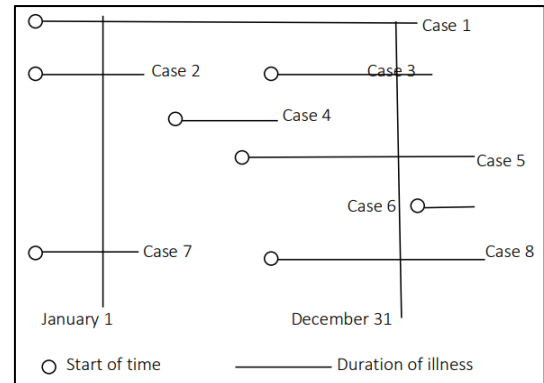 Case 1
Case 2
Case 3
Case 4
Case 5
Case 6
Case 7
Case 8
January 1
December 31
Start of time
Duration of illness